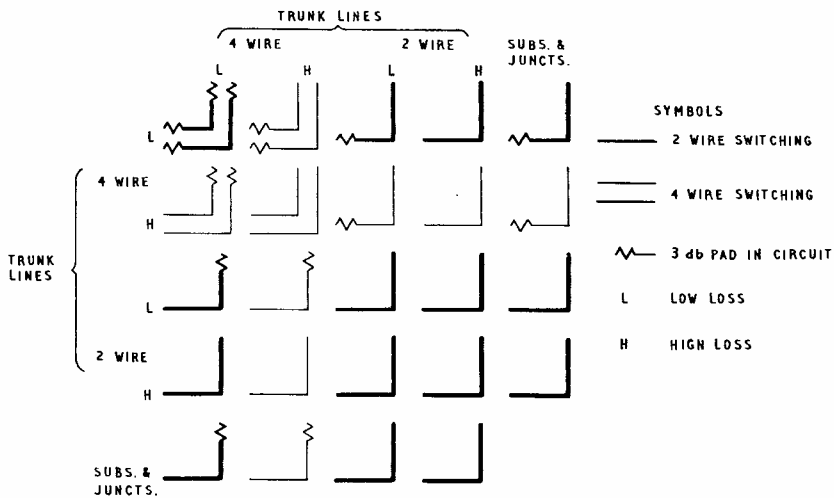 TRUNK LINES
4 WIRE 2 WIRE SUBS. & JUNCTS.
L H L H
L
4 WIRE
H
TRUNK LINES
L
2 WIRE
H
SUBS. & JUNCTS.
SYMBOLS
2 WIRE SWITCHING
4 WIRE SWITCHING
3 db PAD IN CIRCUIT
L LOW LOSS
H HIGN LOSS